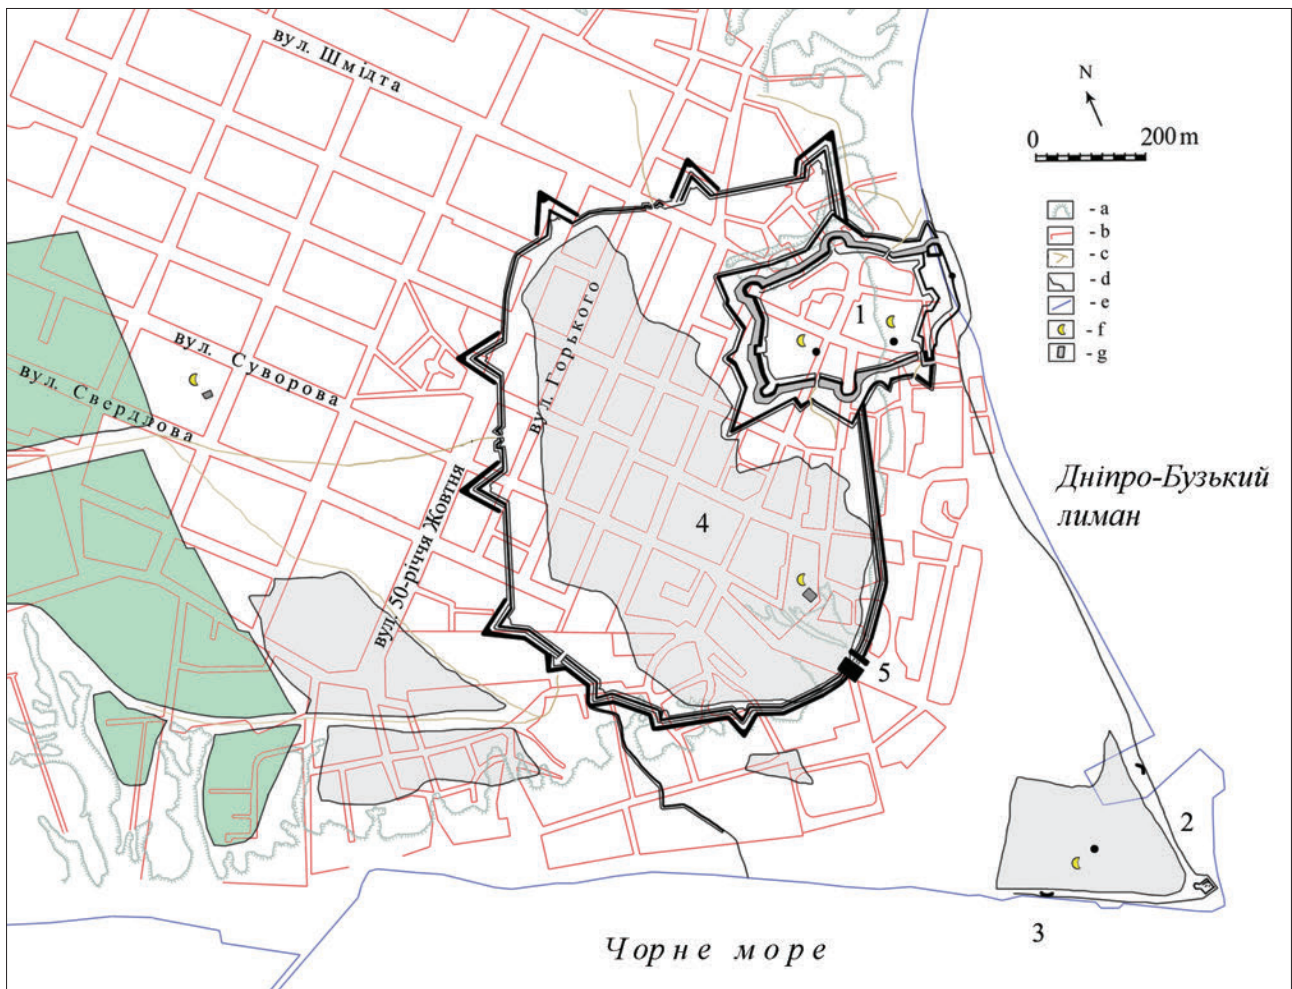 вул. Шмідта
N
0 200 m
- a
- b
- c
- d
- e
- f
- g
1
вул. Горького
вул. Суворова
вул. Свердлова
вул. 50-річчя Жовтня
4
Дніпро-Бузький
лиман
5
2
3
Чорне море